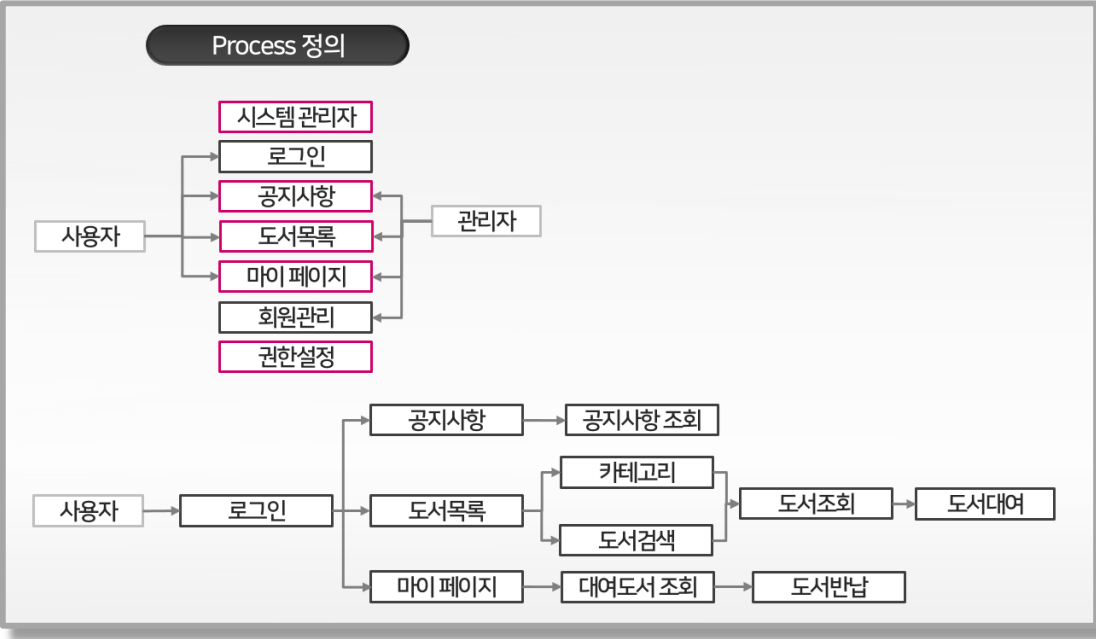 Process 정의
시스템 관리자
로그인
공지사항
도서목록
마이 페이지
회원관리
권한설정
사용자
관리자
사용자
로그인
공지사항
공지사항 조회
도서목록
카테고리
도서검색
도서조회
도서대여
마이 페이지
대여도서 조회
도서반납